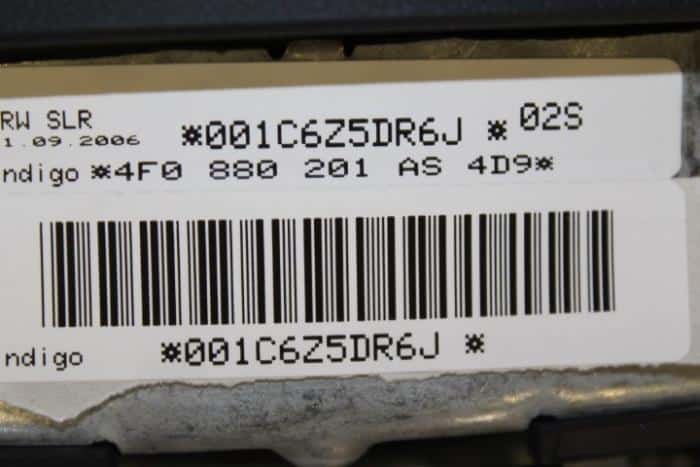 RW SLR
1.09.2006 *001C6Z5DR6J * 02S
ndigo *4F0 880 201 AS 4D9*
ndigo *001C6Z5DR6J *